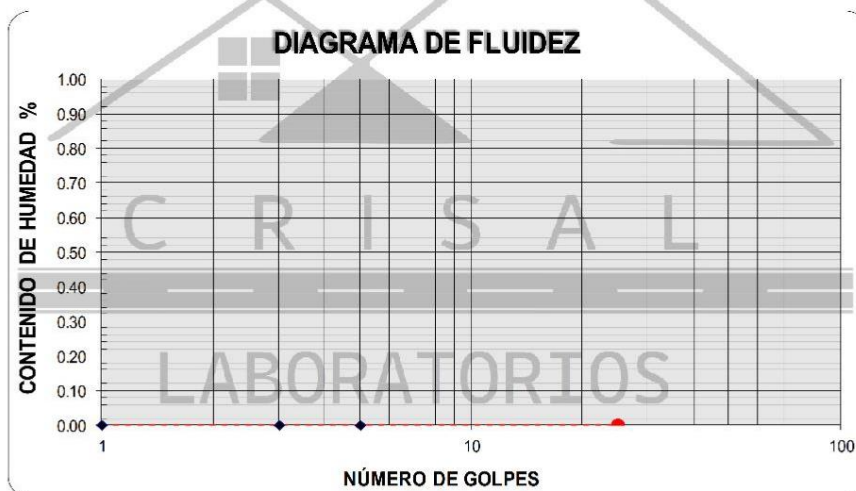 DIAGRAMA DE FLUIDEZ
CONTENIDO DE HUMEDAD %
1.00
0.90
0.80
0.70
0.60
0.50
0.40
0.30
0.20
0.10
0.00
C R I S A L
LABORATORIOS
1 10 100
NÚMERO DE GOLPES